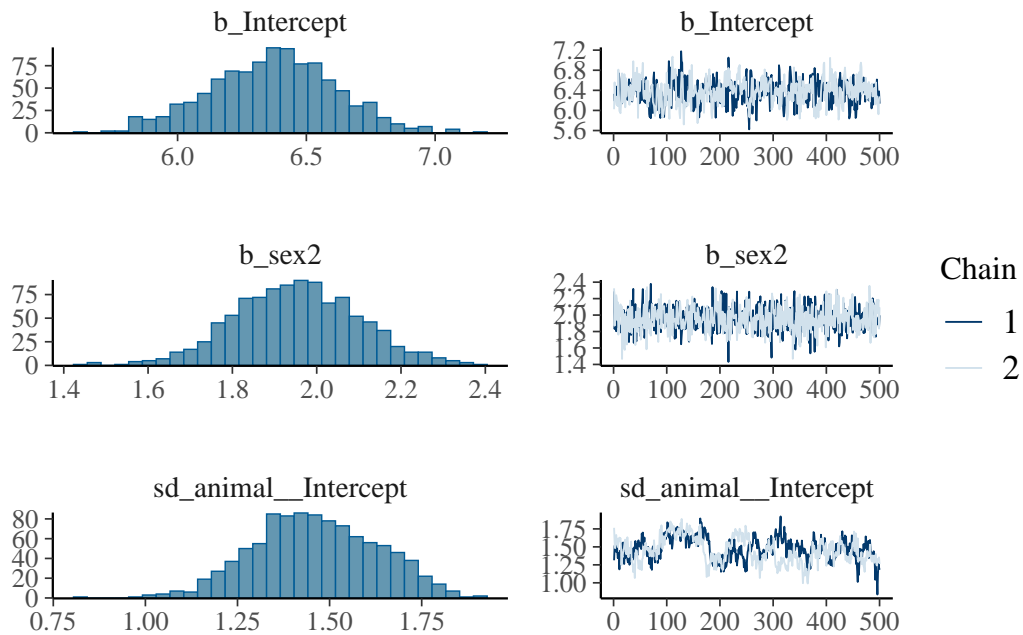 b_Intercept
75
50
25
0
6.0 6.5 7.0
b_Intercept
7.2
6.8
6.4
6.0
5.6
0 100 200 300 400 500
b_sex2
75
50
25
0
1.4 1.6 1.8 2.0 2.2 2.4
b_sex2
2.4
2.2
2.0
1.8
1.6
1.4
0 100 200 300 400 500
Chain
1
2
sd_animal__Intercept
80
60
40
20
0
0.75 1.00 1.25 1.50 1.75
sd_animal__Intercept
1.75
1.50
1.25
1.00
0 100 200 300 400 500